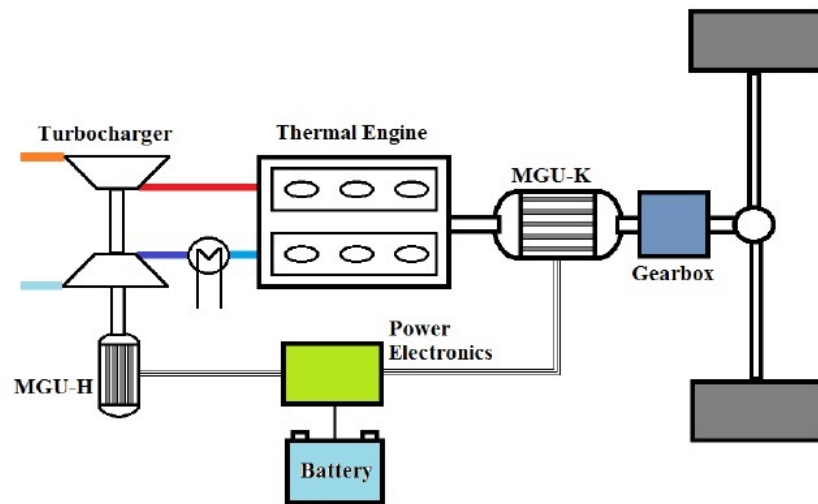 Turbocharger
Thermal Engine
MGU-K
Gearbox
Power
Electronics
MGU-H
Battery